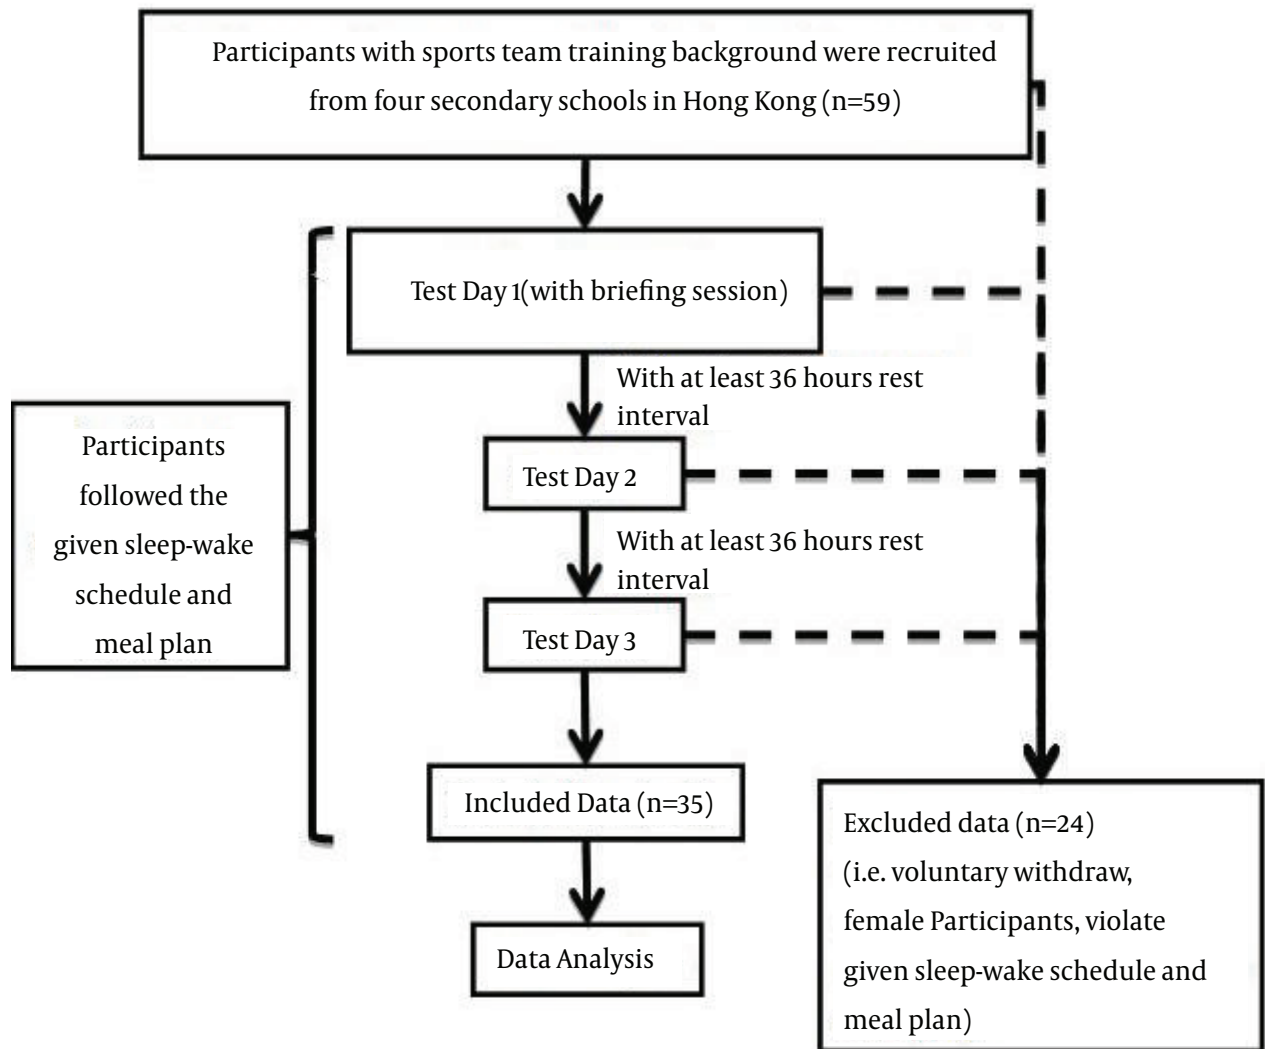 Participants with sports team training background were recruited
from four secondary schools in Hong Kong (n=59)
Test Day 1(with briefing session)
With at least 36 hours rest
interval
Participants
followed the
given sleep-wake
schedule and
meal plan
Test Day 2
With at least 36 hours rest
interval
Test Day 3
Included Data (n=35)
Excluded data (n=24)
(i.e. voluntary withdraw,
female Participants, violate
given sleep-wake schedule and
meal plan)
Data Analysis